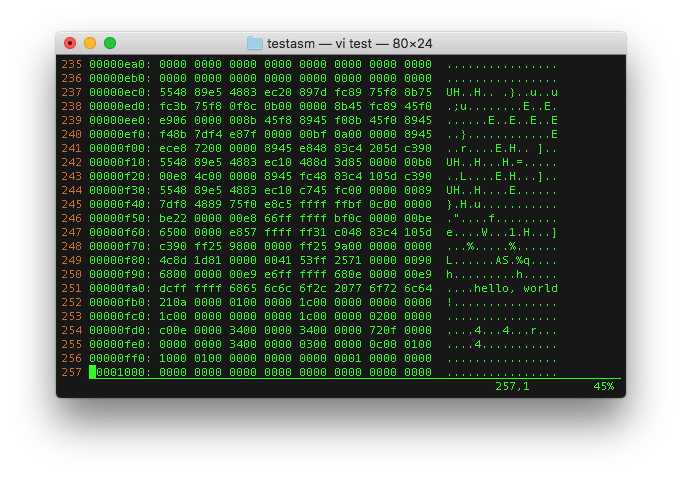 testasm — vi test — 80×24
235 00000ea0: 0000 0000 0000 0000 0000 0000 0000 0000  ................
236 00000eb0: 0000 0000 0000 0000 0000 0000 0000 0000  ................
237 00000ec0: 5548 89e5 4883 ec20 897d fc89 75f8 8b75  UH..H.. .}..u..u
238 00000ed0: fc3b 75f8 0f8c 0b00 0000 8b45 fc89 45f0  .;u........E..E.
239 00000ee0: e906 0000 008b 45f8 8945 f08b 45f0 8945  ......E..E..E..E
240 00000ef0: f48b 7df4 e87f 0000 00bf 0a00 0000 8945  ..}............E
241 00000f00: ece8 7200 0000 8945 e848 83c4 205d c390  ..r....E.H.. ]..
242 00000f10: 5548 89e5 4883 ec10 488d 3d85 0000 00b0  UH..H...H.=.....
243 00000f20: 00e8 4c00 0000 8945 fc48 83c4 105d c390  ..L....E.H...]..
244 00000f30: 5548 89e5 4883 ec10 c745 fc00 0000 0089  UH..H....E......
245 00000f40: 7df8 4889 75f0 e8c5 ffff ffbf 0c00 0000  }.H.u...........
246 00000f50: be22 0000 00e8 66ff ffff bf0c 0000 00be  ."....f.........
247 00000f60: 6500 0000 e857 ffff ff31 c048 83c4 105d  e....W...1.H...]
248 00000f70: c390 ff25 9800 0000 ff25 9a00 0000 0000  ...%.....%......
249 00000f80: 4c8d 1d81 0000 0041 53ff 2571 0000 0090  L......AS.%q....
250 00000f90: 6800 0000 00e9 e6ff ffff 680e 0000 00e9  h.........h.....
251 00000fa0: dcff ffff 6865 6c6c 6f2c 2077 6f72 6c64  ....hello, world
252 00000fb0: 210a 0000 0100 0000 1c00 0000 0000 0000  !...............
253 00000fc0: 1c00 0000 0000 0000 1c00 0000 0200 0000  ................
254 00000fd0: c00e 0000 3400 0000 3400 0000 720f 0000  ....4...4...r...
255 00000fe0: 0000 0000 3400 0000 0300 0000 0c00 0100  ....4...........
256 00000ff0: 1000 0100 0000 0000 0000 0001 0000 0000  ................
257 00001000: 0000 0000 0000 0000 0000 0000 0000 0000  ................
257,1 45%